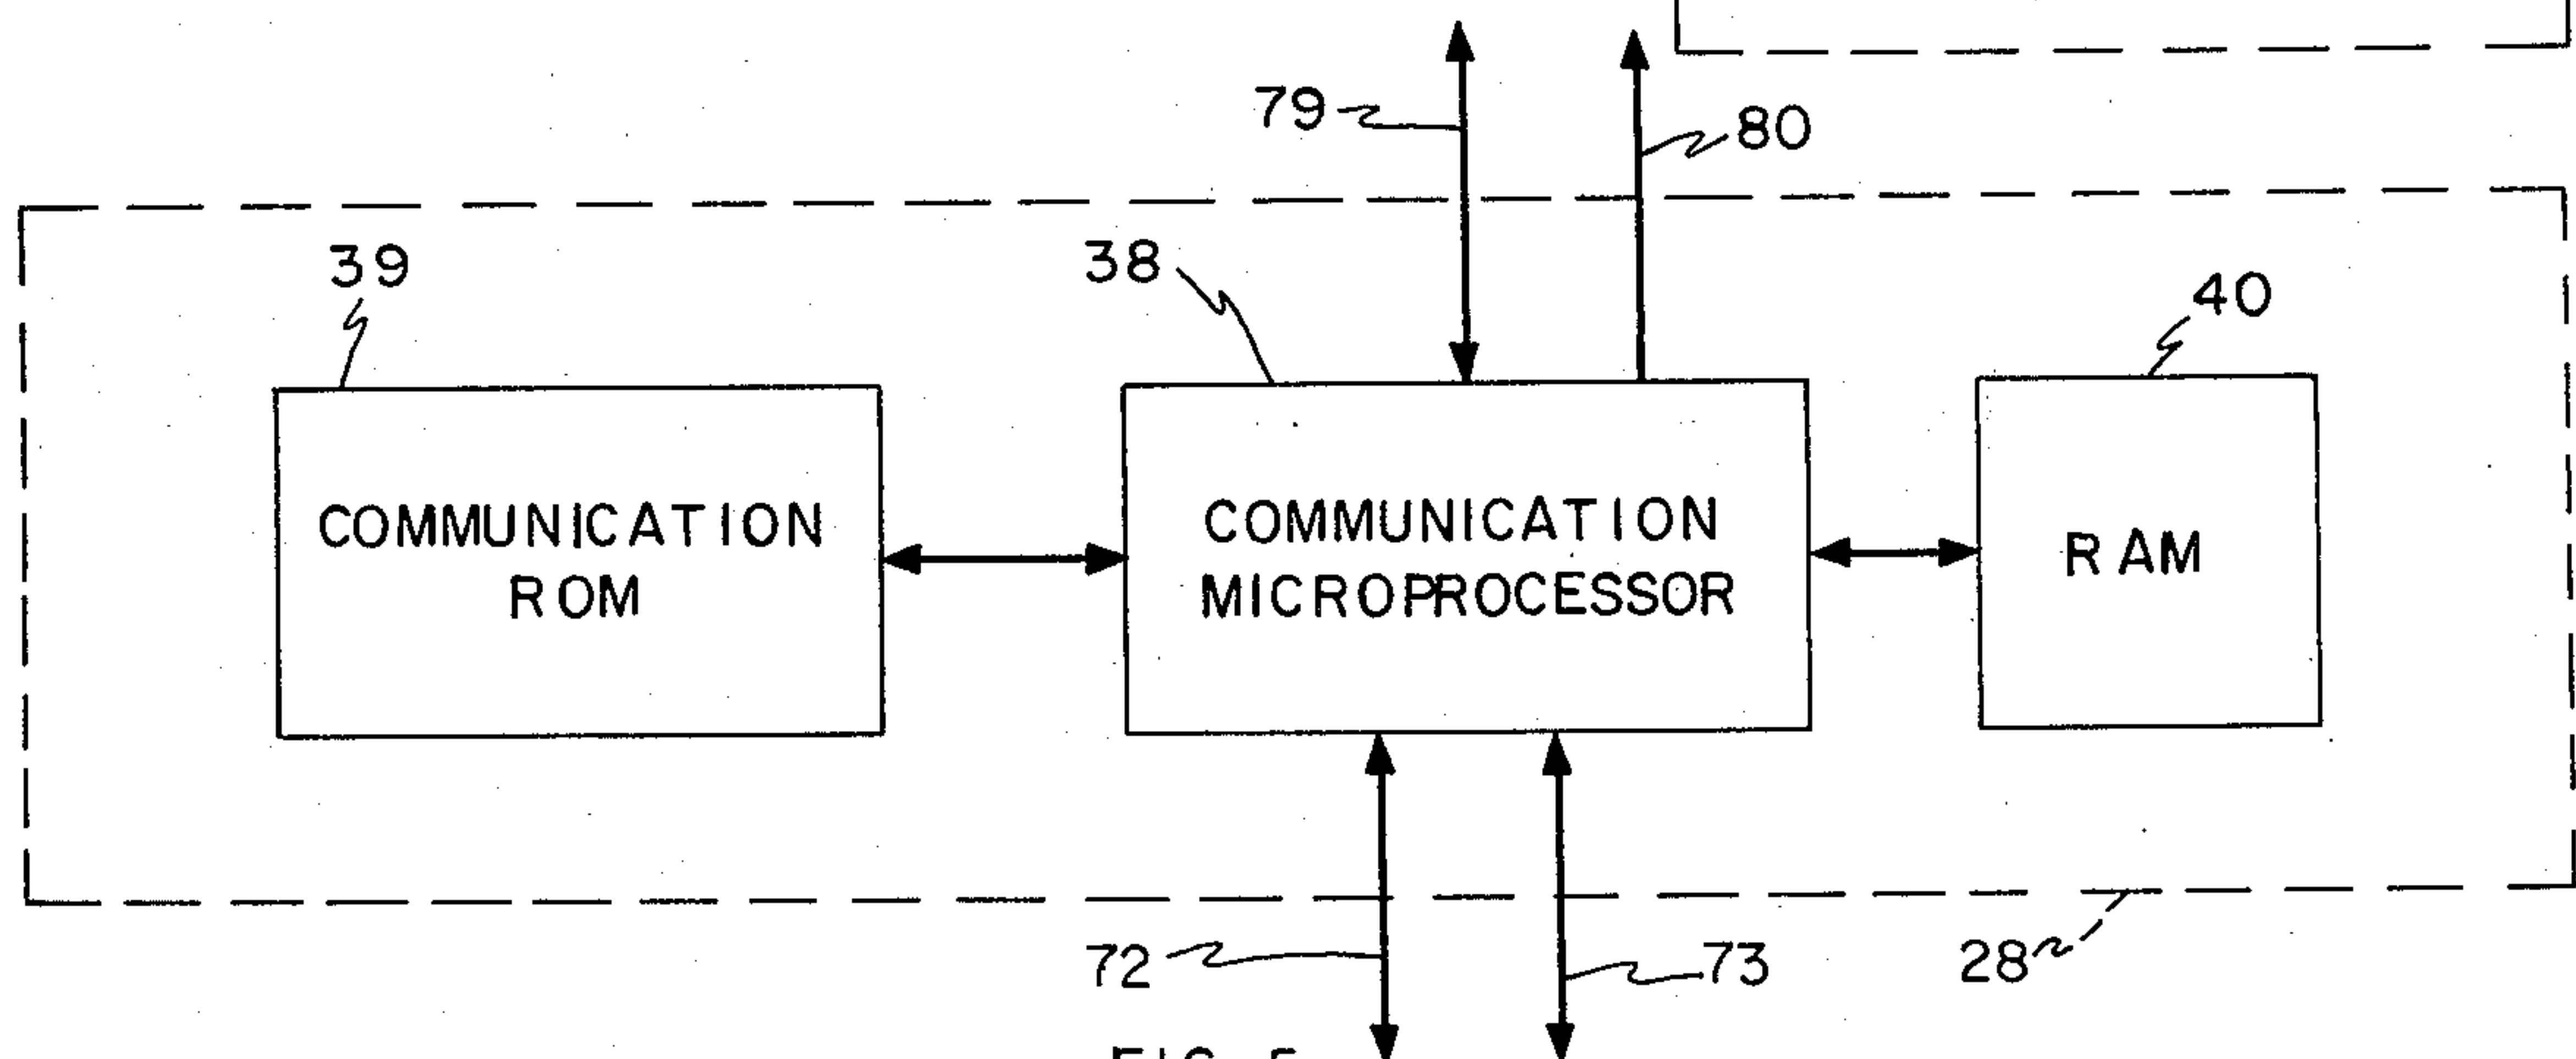 79
80
39
38
40
COMMUNICATION
ROM
COMMUNICATION
MICROPROCESSOR
RAM
72
73
28